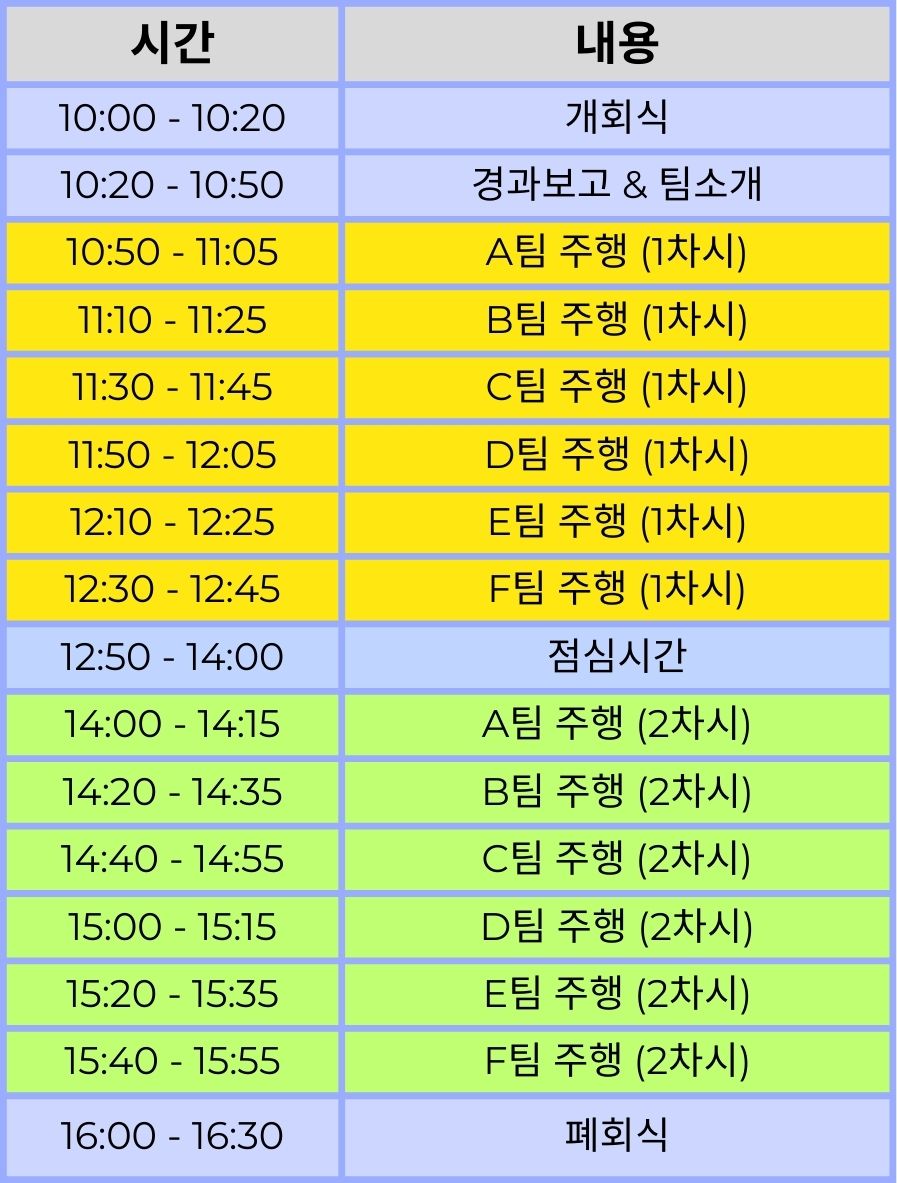 시간 내용
10:00 - 10:20 개회식
10:20 - 10:50 경과보고 & 팀소개
10:50 - 11:05 A팀 주행 (1차시)
11:10 - 11:25 B팀 주행 (1차시)
11:30 - 11:45 C팀 주행 (1차시)
11:50 - 12:05 D팀 주행 (1차시)
12:10 - 12:25 E팀 주행 (1차시)
12:30 - 12:45 F팀 주행 (1차시)
12:50 - 14:00 점심시간
14:00 - 14:15 A팀 주행 (2차시)
14:20 - 14:35 B팀 주행 (2차시)
14:40 - 14:55 C팀 주행 (2차시)
15:00 - 15:15 D팀 주행 (2차시)
15:20 - 15:35 E팀 주행 (2차시)
15:40 - 15:55 F팀 주행 (2차시)
16:00 - 16:30 폐회식